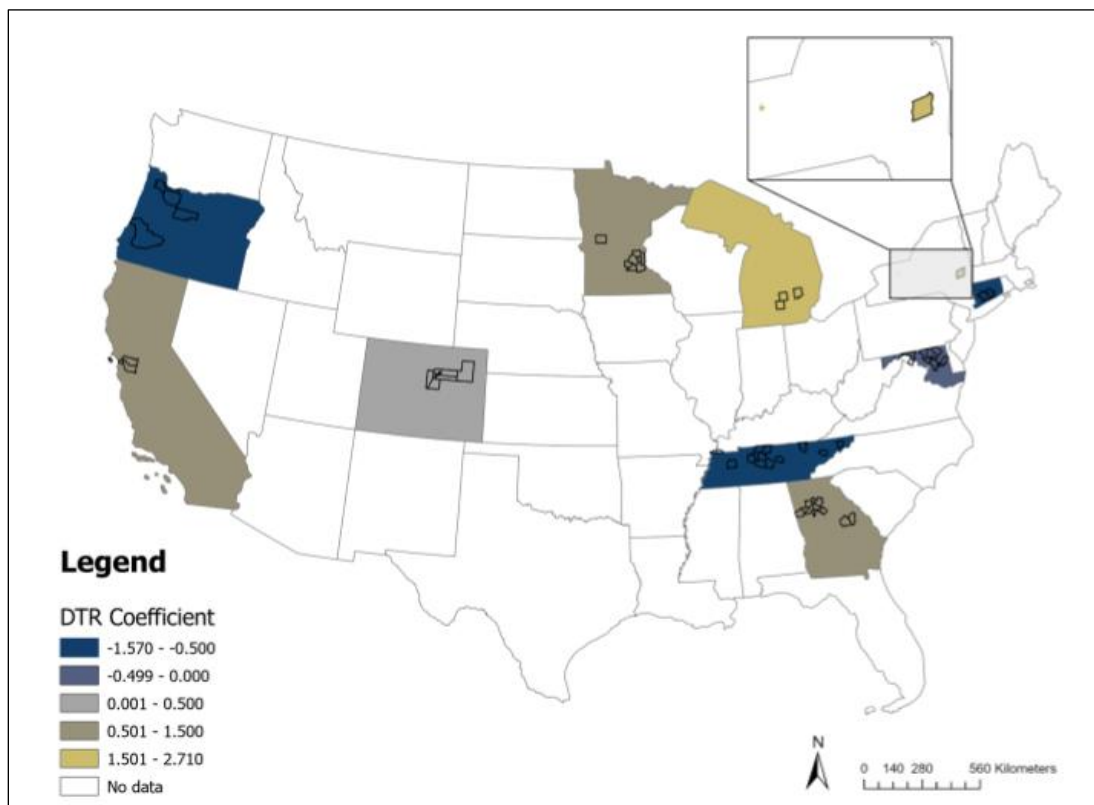 Legend
DTR Coefficient
-1.570 - -0.500
-0.499 - 0.000
0.001 - 0.500
0.501 - 1.500
1.501 - 2.710
No data
N
0 140 280 560 Kilometers